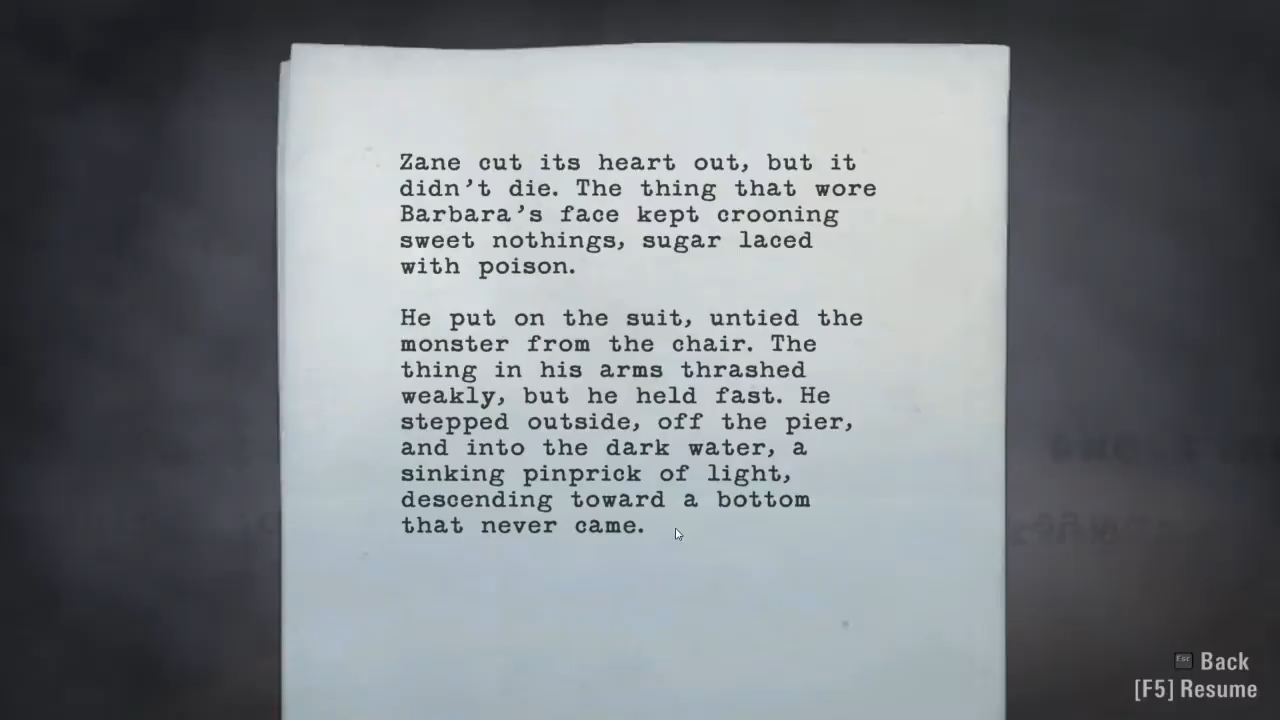 Zane cut its heart out, but it
didn't die. The thing that wore
Barbara's face kept crooning
sweet nothings, sugar laced
with poison.
He put on the suit, untied the
monster from the chair. The
thing in his arms thrashed
weakly, but he held fast. He
stepped outside, off the pier,
and into the dark water, a
sinking pinprick of light,
descending toward a bottom
that never came.
Esc Back
[F5] Resume